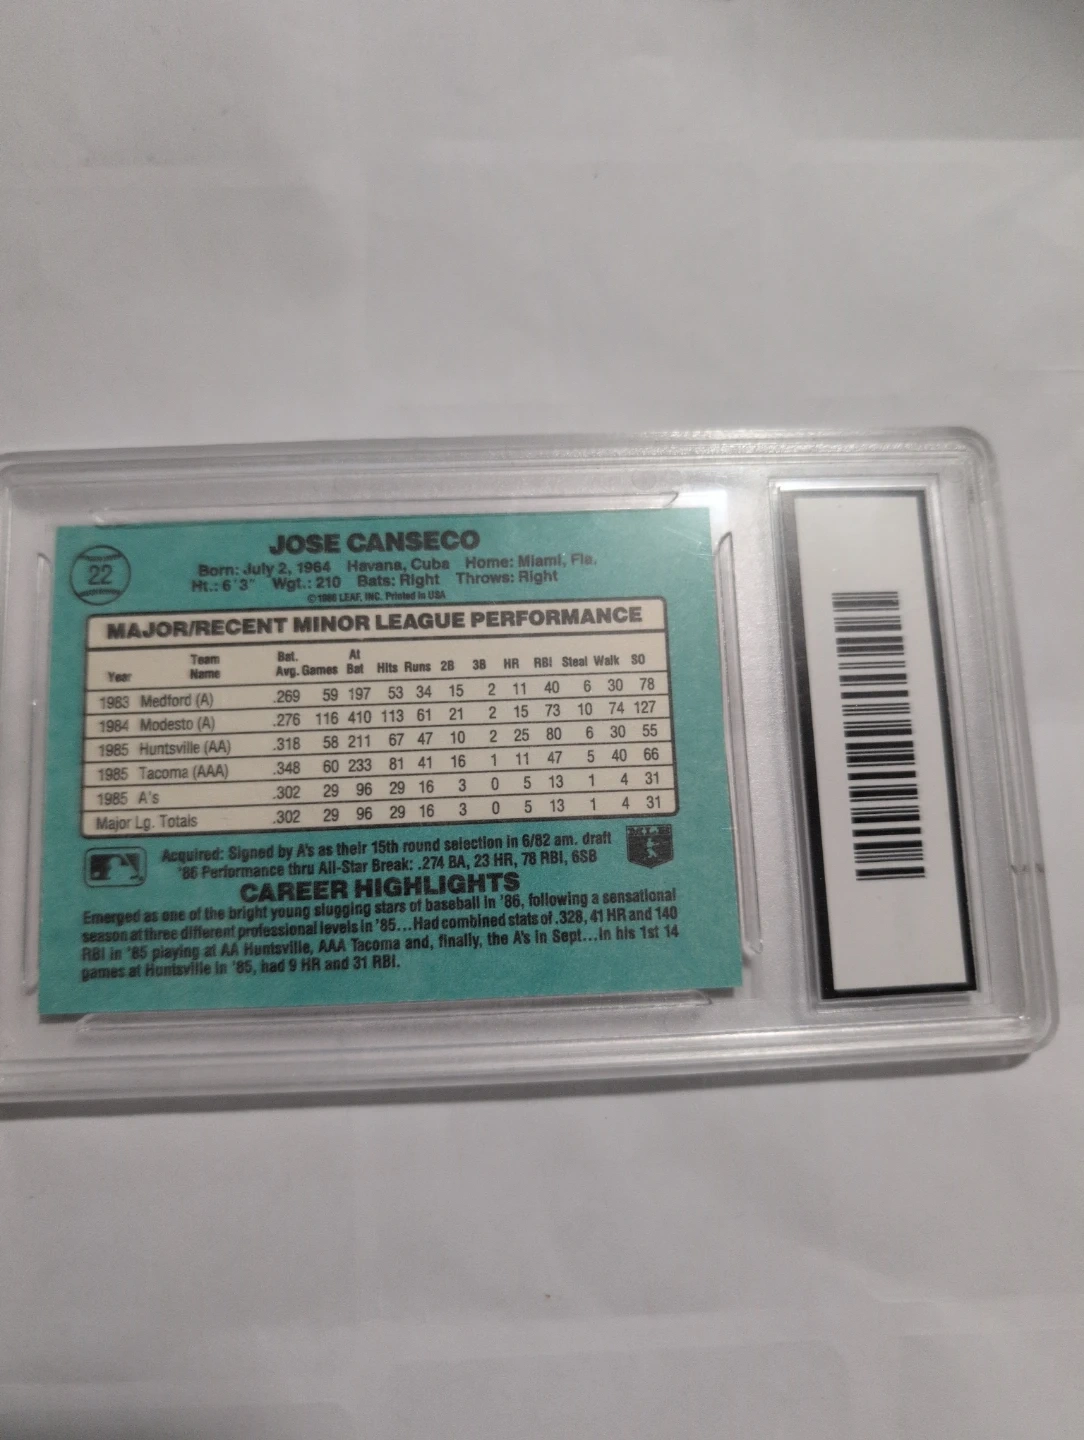 22
JOSE CANSECO
Born: July 2, 1964 Havana, Cuba Home: Miami, Fla.
Ht.: 6'3" Wgt.: 210 Bats: Right Throws: Right
©1986 LEAF, INC. Printed in USA
MAJOR/RECENT MINOR LEAGUE PERFORMANCE
Year Team Name Bat. Avg. Games At Bat Hits Runs 2B 3B HR RBI Steal Walk SO
1983 Medford (A) .269 59 197 53 34 15 2 11 40 6 30 78
1984 Modesto (A) .276 116 410 113 61 21 2 15 73 10 74 127
1985 Huntsville (AA) .318 58 211 67 47 10 2 25 80 6 30 55
1985 Tacoma (AAA) .348 60 233 81 41 16 1 11 47 5 40 66
1985 A's .302 29 96 29 16 3 0 5 13 1 4 31
Major Lg. Totals .302 29 96 29 16 3 0 5 13 1 4 31
Acquired: Signed by A's as their 15th round selection in 6/82 am. draft
'86 Performance thru All-Star Break: .274 BA, 23 HR, 78 RBI, 6SB
CAREER HIGHLIGHTS
Emerged as one of the bright young slugging stars of baseball in '86, following a sensational
season at three different professional levels in '85...Had combined stats of .328, 41 HR and 140
RBI in '85 playing at AA Huntsville, AAA Tacoma and, finally, the A's in Sept...In his 1st 14
games at Huntsville in '85, had 9 HR and 31 RBI.